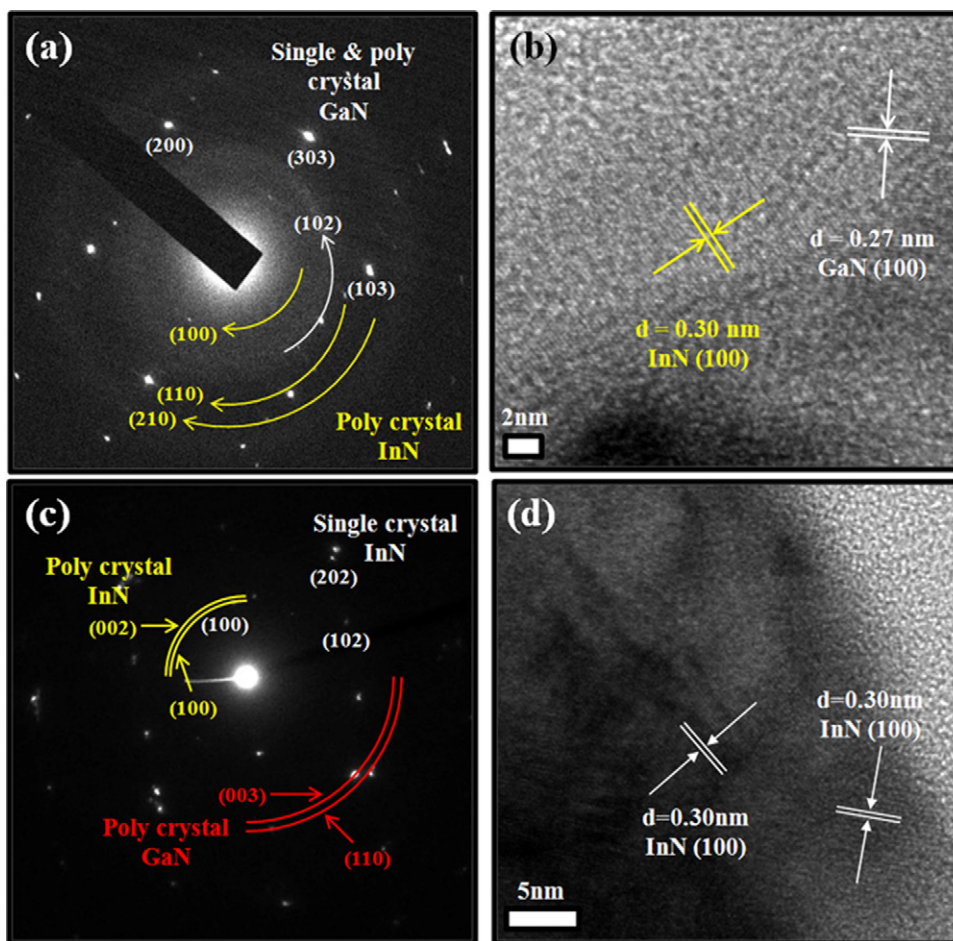 (a)
Single & poly
crystal
GaN
(200)
(303)
(102)
(103)
(100)
(110)
(210)
Poly crystal
InN
(b)
d = 0.27 nm
GaN (100)
d = 0.30 nm
InN (100)
2nm
(c)
Single crystal
InN
(202)
Poly crystal
InN
(002)
(100)
(102)
(100)
(003)
Poly crystal
GaN
(110)
(d)
d=0.30nm
InN (100)
d=0.30nm
InN (100)
5nm